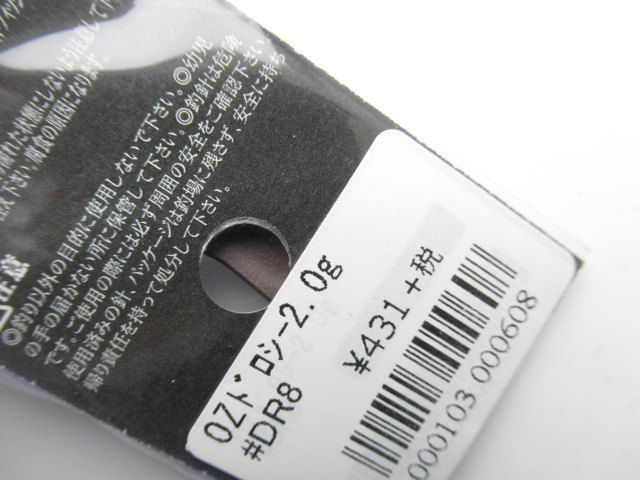 ◎釣り以外の目的に使用しないで下さい。◎幼児
の手の届かない所に保管して下さい。◎釣針は危険
です。ご使用の際には必ず周囲の安全をご確認下さい
使用済みの針、パッケージは釣場に残さず、安全に持ち
帰り責任を持って処分して下さい。
OZドロシー2.0g
#DR8
¥431+税
000103 000608